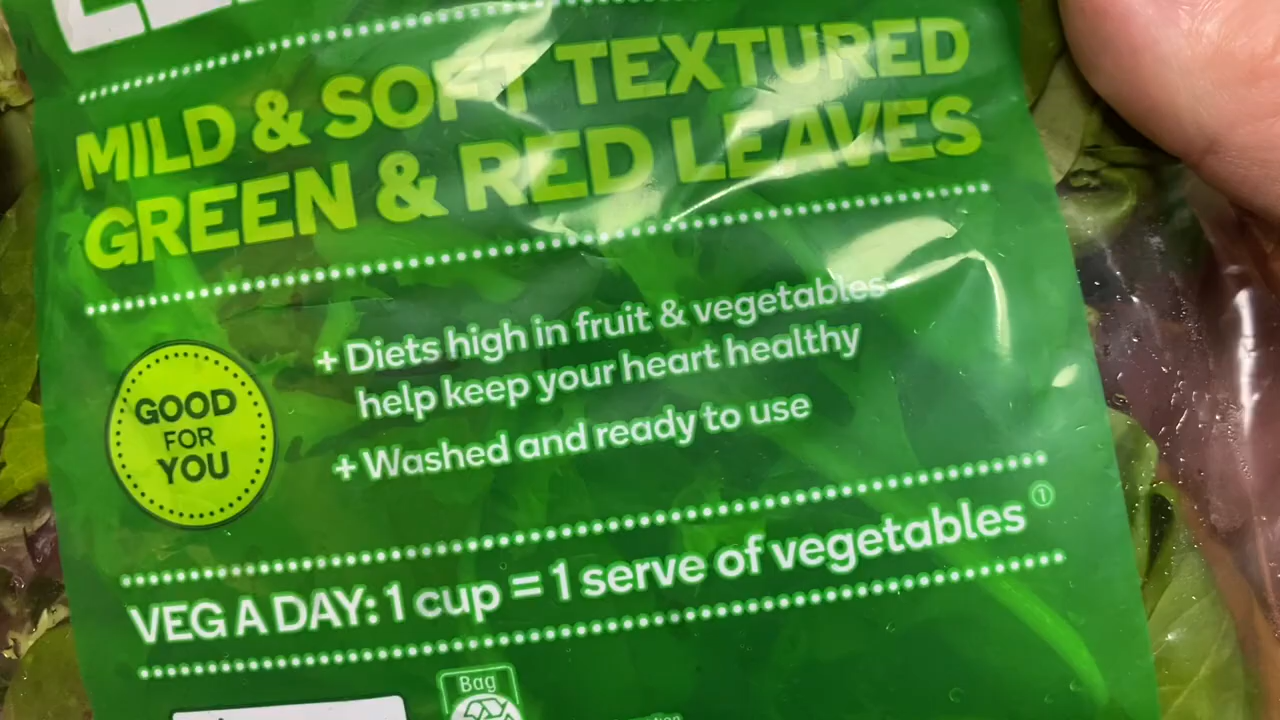 MILD & SOFT TEXTURED
GREEN & RED LEAVES
GOOD
FOR
YOU
+ Diets high in fruit & vegetables
help keep your heart healthy
+ Washed and ready to use
VEG A DAY: 1 cup = 1 serve of vegetables ①
Bag